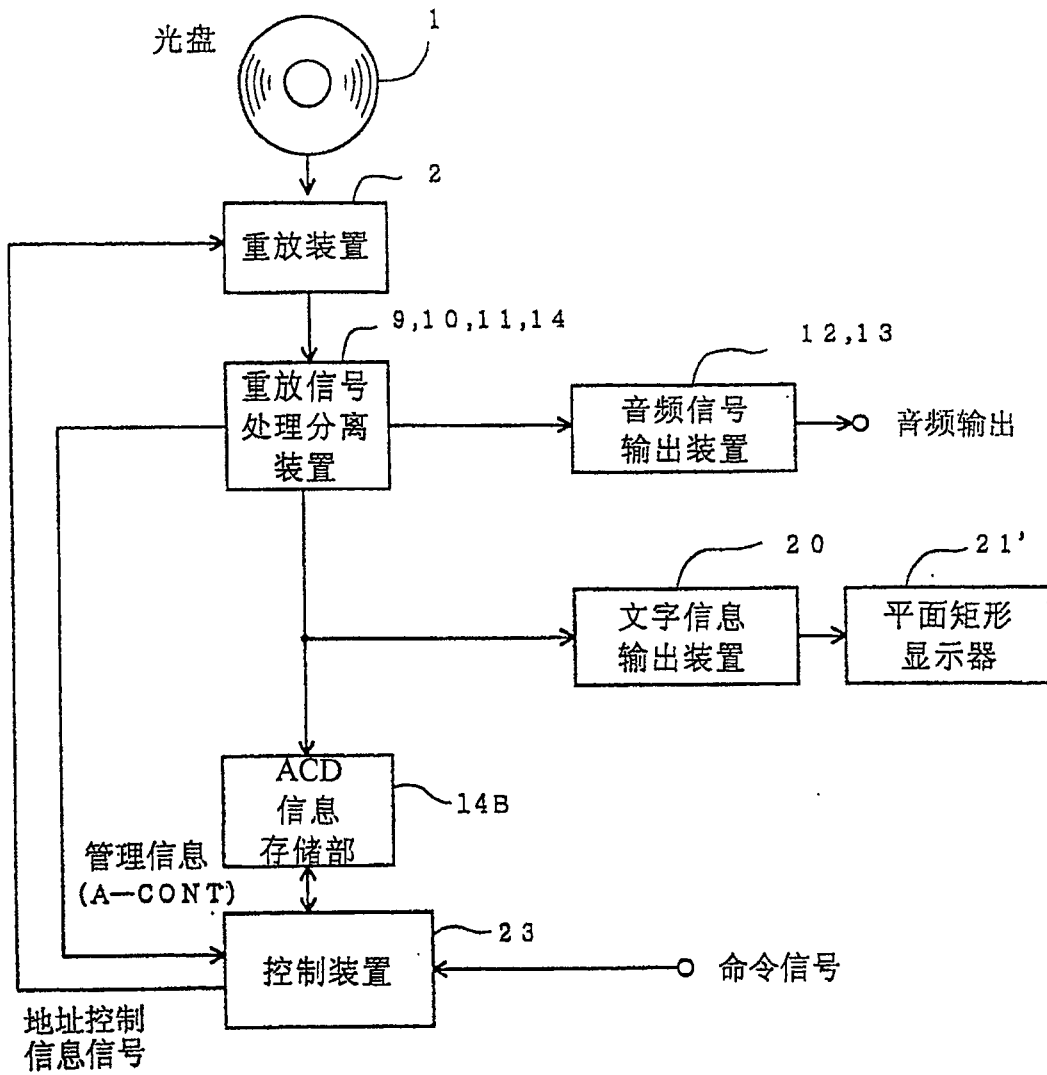 光盘
1
2
重放装置
9,10,11,14
重放信号
处理分离
装置
12,13
音频信号
输出装置
音频输出
20
文字信息
输出装置
21'
平面矩形
显示器
ACD
信息
存储部
14B
管理信息
(A—CONT)
23
控制装置
命令信号
地址控制
信息信号